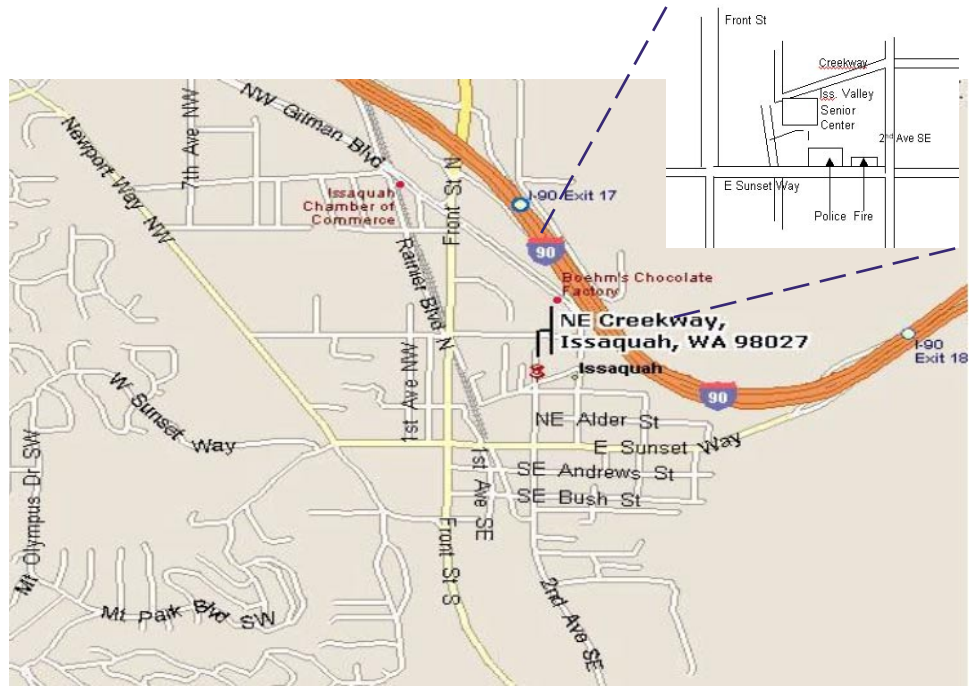 Front St
Creekway
Iss. Valley
Senior
Center
2nd Ave SE
E Sunset Way
Police Fire
NW Gilman Blvd
7th Ave NW
Newport Way NW
Issaquah
Chamber of
Commerce
Front St N
I-90 Exit 17
90
Rainier Blvd N
Boehm's Chocolate
Factory
NE Creekway,
Issaquah, WA 98027
I-90
Exit 18
Issaquah
90
1st Ave NW
W Sunset Way
NE Alder St
E Sunset Way
Mt Olympus Dr SW
1st Ave SE
SE Andrews St
SE Bush St
Front St S
2nd Ave SE
Mt Park Blvd SW